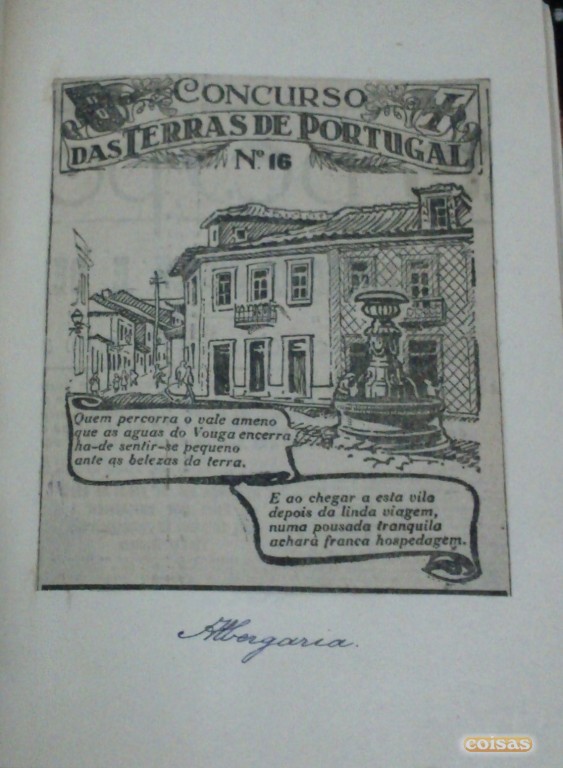 CONCURSO
DAS TERRAS DE PORTUGAL
Nº 16
Quem percorra o vale ameno
que as aguas do Vouga encerra
ha-de sentir-se pequeno
ante as belezas da terra.
E ao chegar a esta vila
depois da linda viagem,
numa pousada tranquila
achará franca hospedagem.
Albergaria.
coisas